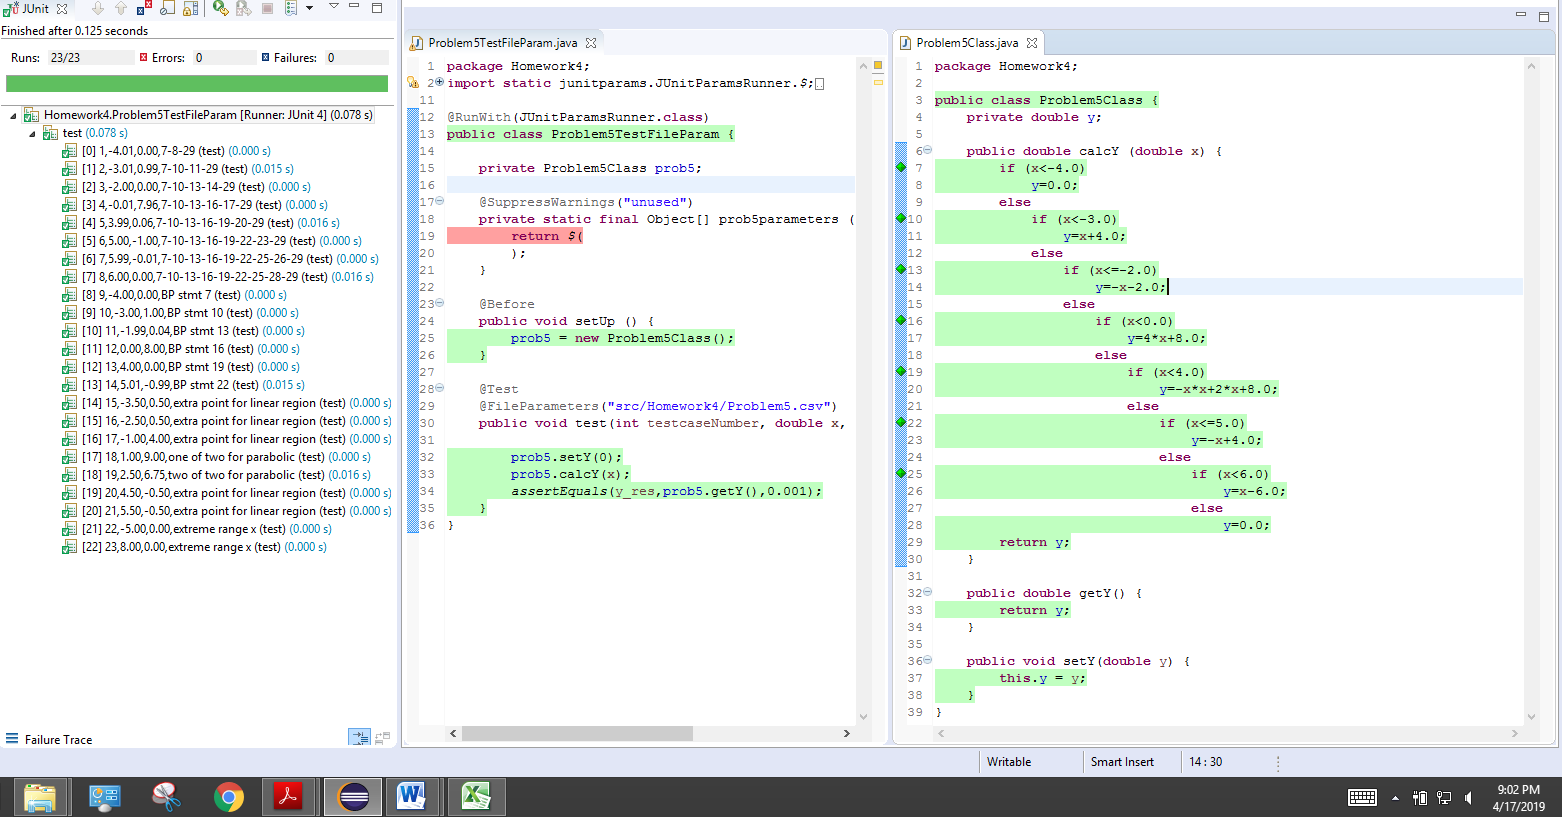 JUnit
Finished after 0.125 seconds
Runs: 23/23 Errors: 0 Failures: 0
Homework4.Problem5TestFileParam [Runner: JUnit 4] (0.078 s)
test (0.078 s)
[0] 1,-4.01,0.00,7-8-29 (test) (0.000 s)
[1] 2,-3.01,0.99,7-10-11-29 (test) (0.015 s)
[2] 3,-2.00,0.00,7-10-13-14-29 (test) (0.000 s)
[3] 4,-0.01,7.96,7-10-13-16-17-29 (test) (0.000 s)
[4] 5,3.99,0.06,7-10-13-16-19-20-29 (test) (0.016 s)
[5] 6,5.00,-1.00,7-10-13-16-19-22-23-29 (test) (0.000 s)
[6] 7,5.99,-0.01,7-10-13-16-19-22-25-26-29 (test) (0.000 s)
[7] 8,6.00,0.00,7-10-13-16-19-22-25-28-29 (test) (0.016 s)
[8] 9,-4.00,0.00,BP stmt 7 (test) (0.000 s)
[9] 10,-3.00,1.00,BP stmt 10 (test) (0.000 s)
[10] 11,-1.99,0.04,BP stmt 13 (test) (0.000 s)
[11] 12,0.00,8.00,BP stmt 16 (test) (0.000 s)
[12] 13,4.00,0.00,BP stmt 19 (test) (0.000 s)
[13] 14,5.01,-0.99,BP stmt 22 (test) (0.015 s)
[14] 15,-3.50,0.50,extra point for linear region (test) (0.000 s)
[15] 16,-2.50,0.50,extra point for linear region (test) (0.000 s)
[16] 17,-1.00,4.00,extra point for linear region (test) (0.000 s)
[17] 18,1.00,9.00,one of two for parabolic (test) (0.000 s)
[18] 19,2.50,6.75,two of two for parabolic (test) (0.016 s)
[19] 20,4.50,-0.50,extra point for linear region (test) (0.000 s)
[20] 21,5.50,-0.50,extra point for linear region (test) (0.000 s)
[21] 22,-5.00,0.00,extreme range x (test) (0.000 s)
[22] 23,8.00,0.00,extreme range x (test) (0.000 s)
Failure Trace
Problem5TestFileParam.java
1 package Homework4;
2 import static junitparams.JUnitParamsRunner.$;
11
12 @RunWith(JUnitParamsRunner.class)
13 public class Problem5TestFileParam {
14
15 private Problem5Class prob5;
16
17 @SuppressWarnings("unused")
18 private static final Object[] prob5parameters (
19 return $(
20 );
21 }
22
23 @Before
24 public void setUp () {
25 prob5 = new Problem5Class();
26 }
27
28 @Test
29 @FileParameters("src/Homework4/Problem5.csv")
30 public void test(int testcaseNumber, double x,
31
32 prob5.setY(0);
33 prob5.calcY(x);
34 assertEquals(y_res,prob5.getY(),0.001);
35 }
36 }
Problem5Class.java
1 package Homework4;
2
3 public class Problem5Class {
4 private double y;
5
6 public double calcY (double x) {
7 if (x<-4.0)
8 y=0.0;
9 else
10 if (x<-3.0)
11 y=x+4.0;
12 else
13 if (x<=-2.0)
14 y=-x-2.0;
15 else
16 if (x<0.0)
17 y=4*x+8.0;
18 else
19 if (x<4.0)
20 y=-x*x+2*x+8.0;
21 else
22 if (x<=5.0)
23 y=-x+4.0;
24 else
25 if (x<6.0)
26 y=x-6.0;
27 else
28 y=0.0;
29 return y;
30 }
31
32 public double getY() {
33 return y;
34 }
35
36 public void setY(double y) {
37 this.y = y;
38 }
39 }
Writable Smart Insert 14 : 30
9:02 PM
4/17/2019